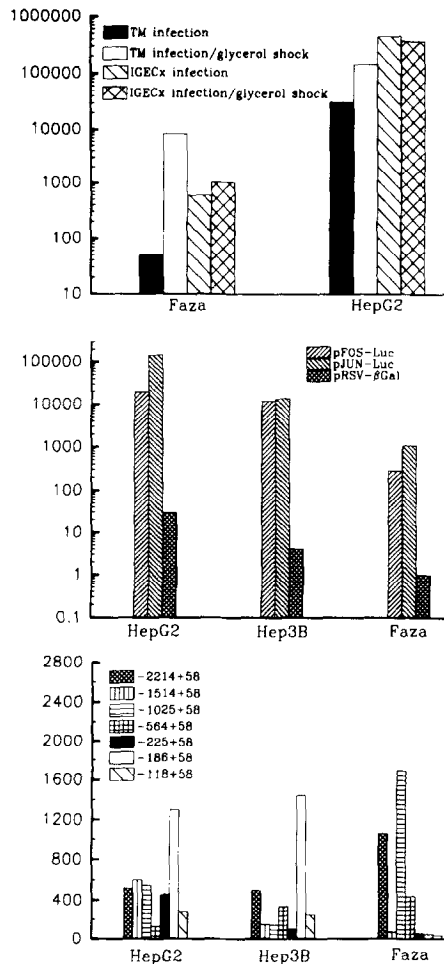 TM infection
TM infection/glycerol shock
IGECx infection
IGECx infection/glycerol shock
1000000
100000
10000
1000
100
10
Faza
HepG2
pFOS-Luc
pJUN-Luc
pRSV-βGal
100000
10000
1000
100
10
1
0.1
HepG2
Hep3B
Faza
2800
2400
2000
1600
1200
800
400
0
-2214+58
-1514+58
-1025+58
-564+58
-225+58
-186+58
-118+58
HepG2
Hep3B
Faza